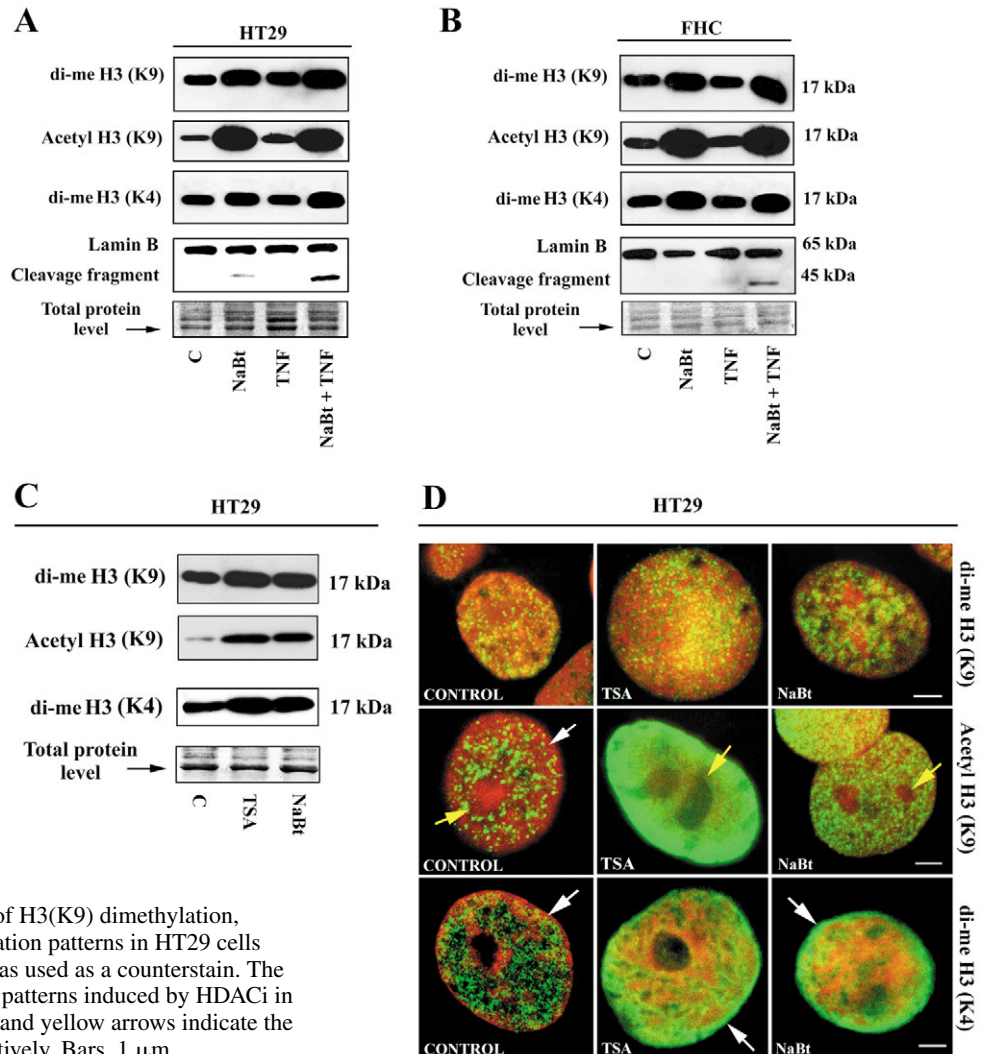 A
HT29
di-me H3 (K9)
Acetyl H3 (K9)
di-me H3 (K4)
Lamin B
Cleavage fragment
Total protein
level
C
NaBt
TNF
NaBt + TNF
B
FHC
di-me H3 (K9)
17 kDa
Acetyl H3 (K9)
17 kDa
di-me H3 (K4)
17 kDa
Lamin B
65 kDa
Cleavage fragment
45 kDa
Total protein
level
C
NaBt
TNF
NaBt + TNF
C
HT29
di-me H3 (K9)
17 kDa
Acetyl H3 (K9)
17 kDa
di-me H3 (K4)
17 kDa
Total protein
level
C
TSA
NaBt
D
HT29
CONTROL
TSA
NaBt
di-me H3 (K9)
CONTROL
TSA
NaBt
Acetyl H3 (K9)
CONTROL
TSA
NaBt
di-me H3 (K4)
of H3(K9) dimethylation,
ation patterns in HT29 cells
as used as a counterstain. The
patterns induced by HDACi in
and yellow arrows indicate the
tively. Bars, 1 μm.